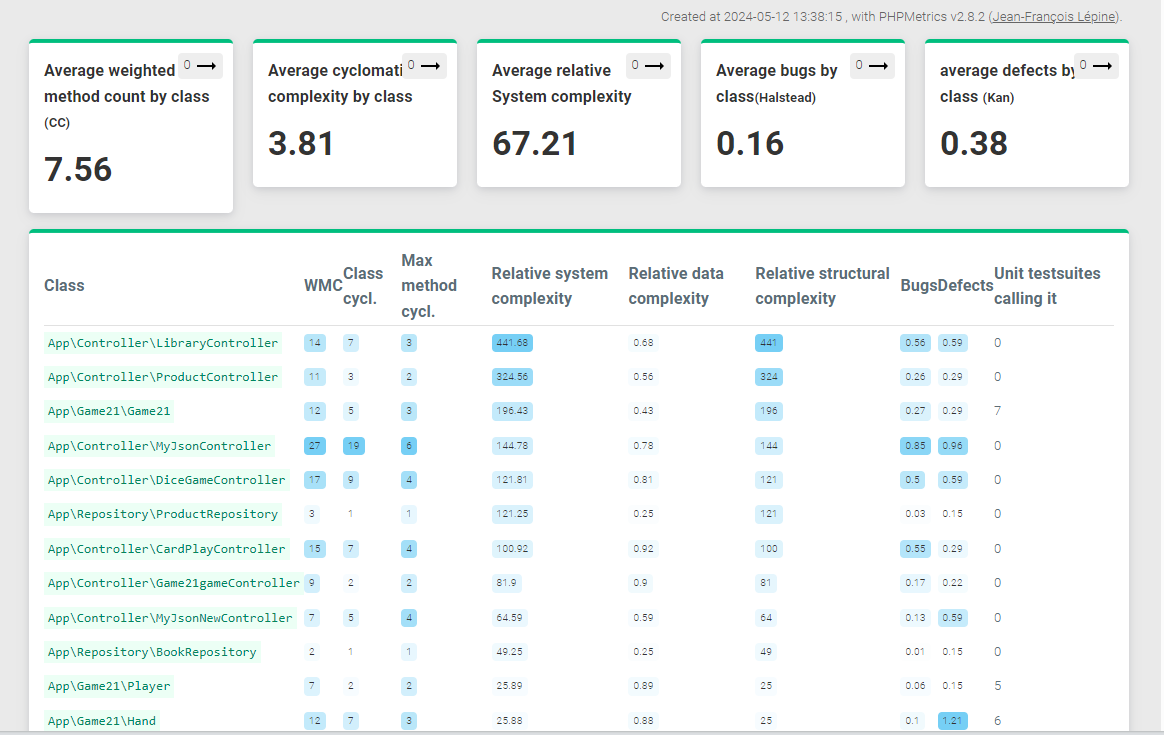 Created at 2024-05-12 13:38:15 , with PHPMetrics v2.8.2 (Jean-François Lépine).
Average weighted 0
method count by class
(CC)
7.56
Average cyclomati 0
complexity by class
3.81
Average relative 0
System complexity
67.21
Average bugs by 0
class(Halstead)
0.16
average defects by 0
class (Kan)
0.38
Class WMC Class cycl. Max method cycl. Relative system complexity Relative data complexity Relative structural complexity Bugs Defects Unit testsuites calling it
App\Controller\LibraryController 14 7 3 441.68 0.68 441 0.56 0.59 0
App\Controller\ProductController 11 3 2 324.56 0.56 324 0.26 0.29 0
App\Game21\Game21 12 5 3 196.43 0.43 196 0.27 0.29 7
App\Controller\MyJsonController 27 19 6 144.78 0.78 144 0.85 0.96 0
App\Controller\DiceGameController 17 9 4 121.81 0.81 121 0.5 0.59 0
App\Repository\ProductRepository 3 1 1 121.25 0.25 121 0.03 0.15 0
App\Controller\CardPlayController 15 7 4 100.92 0.92 100 0.55 0.29 0
App\Controller\Game21gameController 9 2 2 81.9 0.9 81 0.17 0.22 0
App\Controller\MyJsonNewController 7 5 4 64.59 0.59 64 0.13 0.59 0
App\Repository\BookRepository 2 1 1 49.25 0.25 49 0.01 0.15 0
App\Game21\Player 7 2 2 25.89 0.89 25 0.06 0.15 5
App\Game21\Hand 12 7 3 25.88 0.88 25 0.1 1.21 6